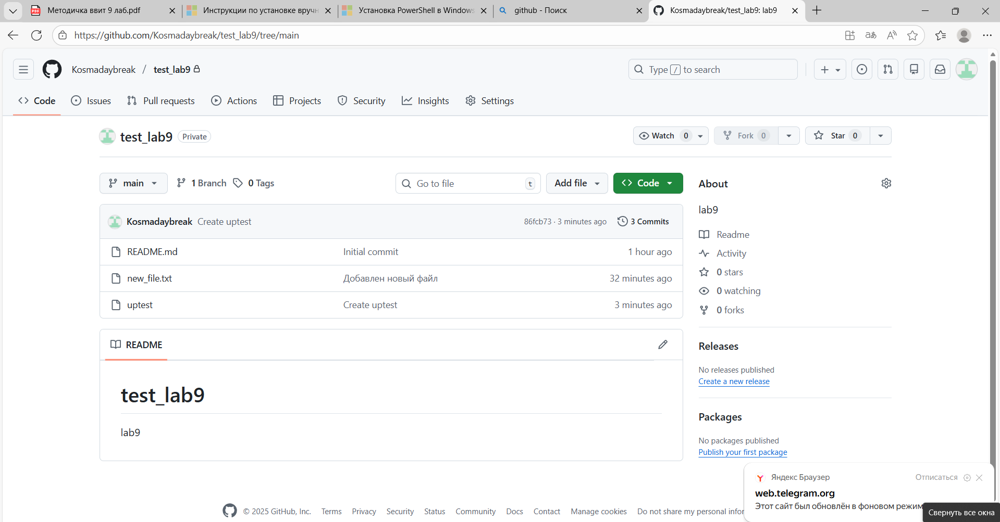 Методичка ввит 9 лаб.pdf
Инструкции по установке вручн
Установка PowerShell в Windows
github - Поиск
Kosmadaybreak/test_lab9: lab9
https://github.com/Kosmadaybreak/test_lab9/tree/main
Kosmadaybreak / test_lab9
Type / to search
Code
Issues
Pull requests
Actions
Projects
Security
Insights
Settings
test_lab9 Private
Watch 0
Fork 0
Star 0
main
1 Branch
0 Tags
Go to file t
Add file
Code
Kosmadaybreak Create uptest 86fcb73 · 3 minutes ago 3 Commits
README.md Initial commit 1 hour ago
new_file.txt Добавлен новый файл 32 minutes ago
uptest Create uptest 3 minutes ago
README
test_lab9
lab9
About
lab9
Readme
Activity
0 stars
0 watching
0 forks
Releases
No releases published
Create a new release
Packages
No packages published
Publish your first package
Яндекс Браузер Отписаться
web.telegram.org
Этот сайт был обновлён в фоновом режим
Свернуть все окна
© 2025 GitHub, Inc. Terms Privacy Security Status Community Docs Contact Manage cookies Do not share my personal infor